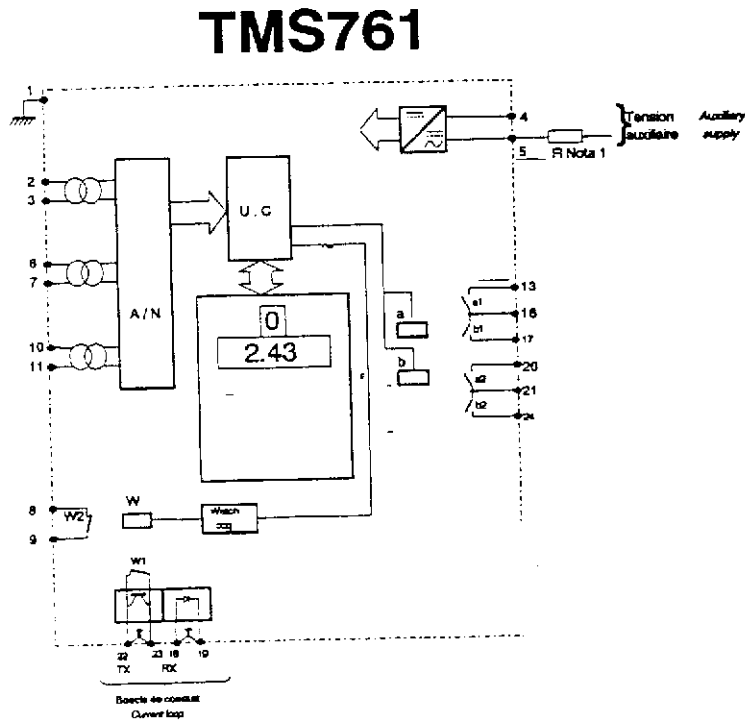 TMS761
1
4
Tension Auxiliary
auxiliaire supply
5 R Nota 1
2
3
U.C
6
7
A/N
0
2.43
10
11
a
b
13
a1
16
b1
17
20
a2
21
b2
24
8
W2
9
W
Watch
W1
22 23 18 19
TX RX
Boucle de courant
Current loop